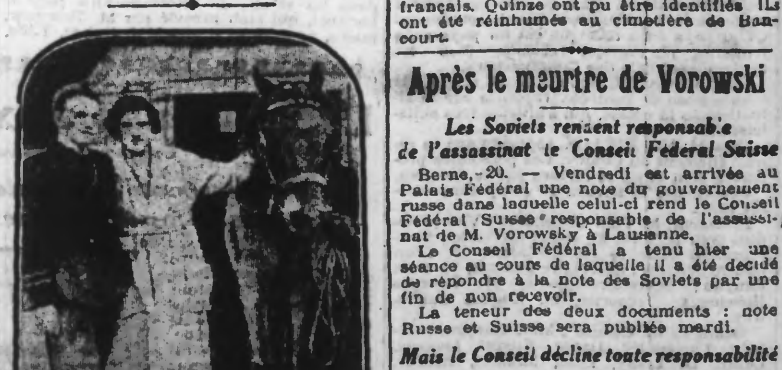 français. Quinze ont pu être identifiés Ils
ont été réinhumés au cimetière de Ban-
court.
Après le meurtre de Vorowski
Les Soviets rendent responsable
de l'assassinat le Conseil Fédéral Suisse
Berne, 20. — Vendredi est arrivée au
Palais Fédéral une note du gouvernement
russe dans laquelle celui-ci rend le Conseil
Fédéral Suisse responsable de l'assassi-
nat de M. Vorowsky à Lausanne.
Le Conseil Fédéral a tenu hier une
séance au cours de laquelle il a été decidé
de répondre à la note des Soviets par une
fin de non recevoir.
La teneur des deux documents : note
Russe et Suisse sera publiée mardi.
Mais le Conseil décline toute responsabilité